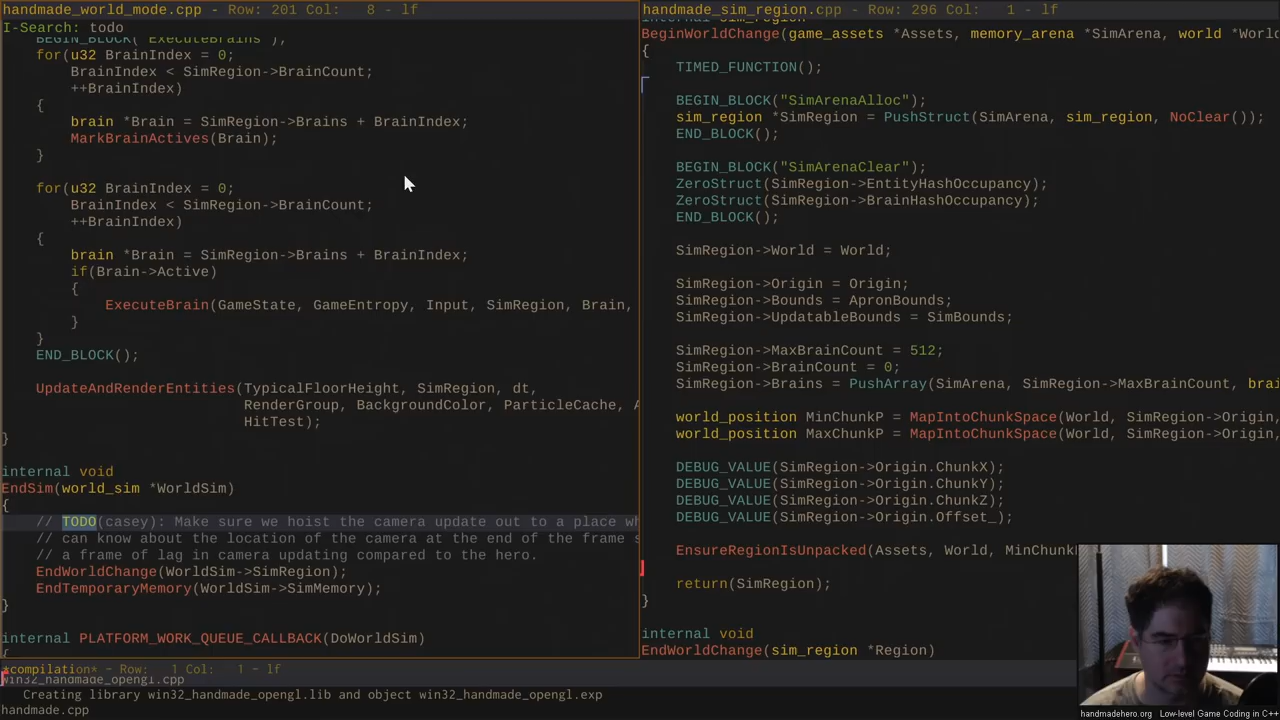 handmade_world_mode.cpp - Row: 201 Col:   8 - lf
I-Search: todo
BEGIN_BLOCK("ExecuteBrains");
for(u32 BrainIndex = 0;
BrainIndex < SimRegion->BrainCount;
++BrainIndex)
{
brain *Brain = SimRegion->Brains + BrainIndex;
MarkBrainActives(Brain);
}
for(u32 BrainIndex = 0;
BrainIndex < SimRegion->BrainCount;
++BrainIndex)
{
brain *Brain = SimRegion->Brains + BrainIndex;
if(Brain->Active)
{
ExecuteBrain(GameState, GameEntropy, Input, SimRegion, Brain,
}
}
END_BLOCK();
UpdateAndRenderEntities(TypicalFloorHeight, SimRegion, dt,
RenderGroup, BackgroundColor, ParticleCache, A
HitTest);
}
internal void
EndSim(world_sim *WorldSim)
{
// TODO(casey): Make sure we hoist the camera update out to a place wh
// can know about the location of the camera at the end of the frame s
// a frame of lag in camera updating compared to the hero.
EndWorldChange(WorldSim->SimRegion);
EndTemporaryMemory(WorldSim->SimMemory);
}
internal PLATFORM_WORK_QUEUE_CALLBACK(DoWorldSim)
{
handmade_sim_region.cpp - Row: 296 Col:   1 - lf
internal sim_region*
BeginWorldChange(game_assets *Assets, memory_arena *SimArena, world *Worl
{
TIMED_FUNCTION();
BEGIN_BLOCK("SimArenaAlloc");
sim_region *SimRegion = PushStruct(SimArena, sim_region, NoClear());
END_BLOCK();
BEGIN_BLOCK("SimArenaClear");
ZeroStruct(SimRegion->EntityHashOccupancy);
ZeroStruct(SimRegion->BrainHashOccupancy);
END_BLOCK();
SimRegion->World = World;
SimRegion->Origin = Origin;
SimRegion->Bounds = ApronBounds;
SimRegion->UpdatableBounds = SimBounds;
SimRegion->MaxBrainCount = 512;
SimRegion->BrainCount = 0;
SimRegion->Brains = PushArray(SimArena, SimRegion->MaxBrainCount, brai
world_position MinChunkP = MapIntoChunkSpace(World, SimRegion->Origin,
world_position MaxChunkP = MapIntoChunkSpace(World, SimRegion->Origin,
DEBUG_VALUE(SimRegion->Origin.ChunkX);
DEBUG_VALUE(SimRegion->Origin.ChunkY);
DEBUG_VALUE(SimRegion->Origin.ChunkZ);
DEBUG_VALUE(SimRegion->Origin.Offset_);
EnsureRegionIsUnpacked(Assets, World, MinChunk
return(SimRegion);
}
internal void
EndWorldChange(sim_region *Region)
*compilation* - Row:   1 Col:   1 - lf
win32_handmade_opengl.cpp
Creating library win32_handmade_opengl.lib and object win32_handmade_opengl.exp
handmade.cpp
handmadehero.org - Low-level Game Coding in C++